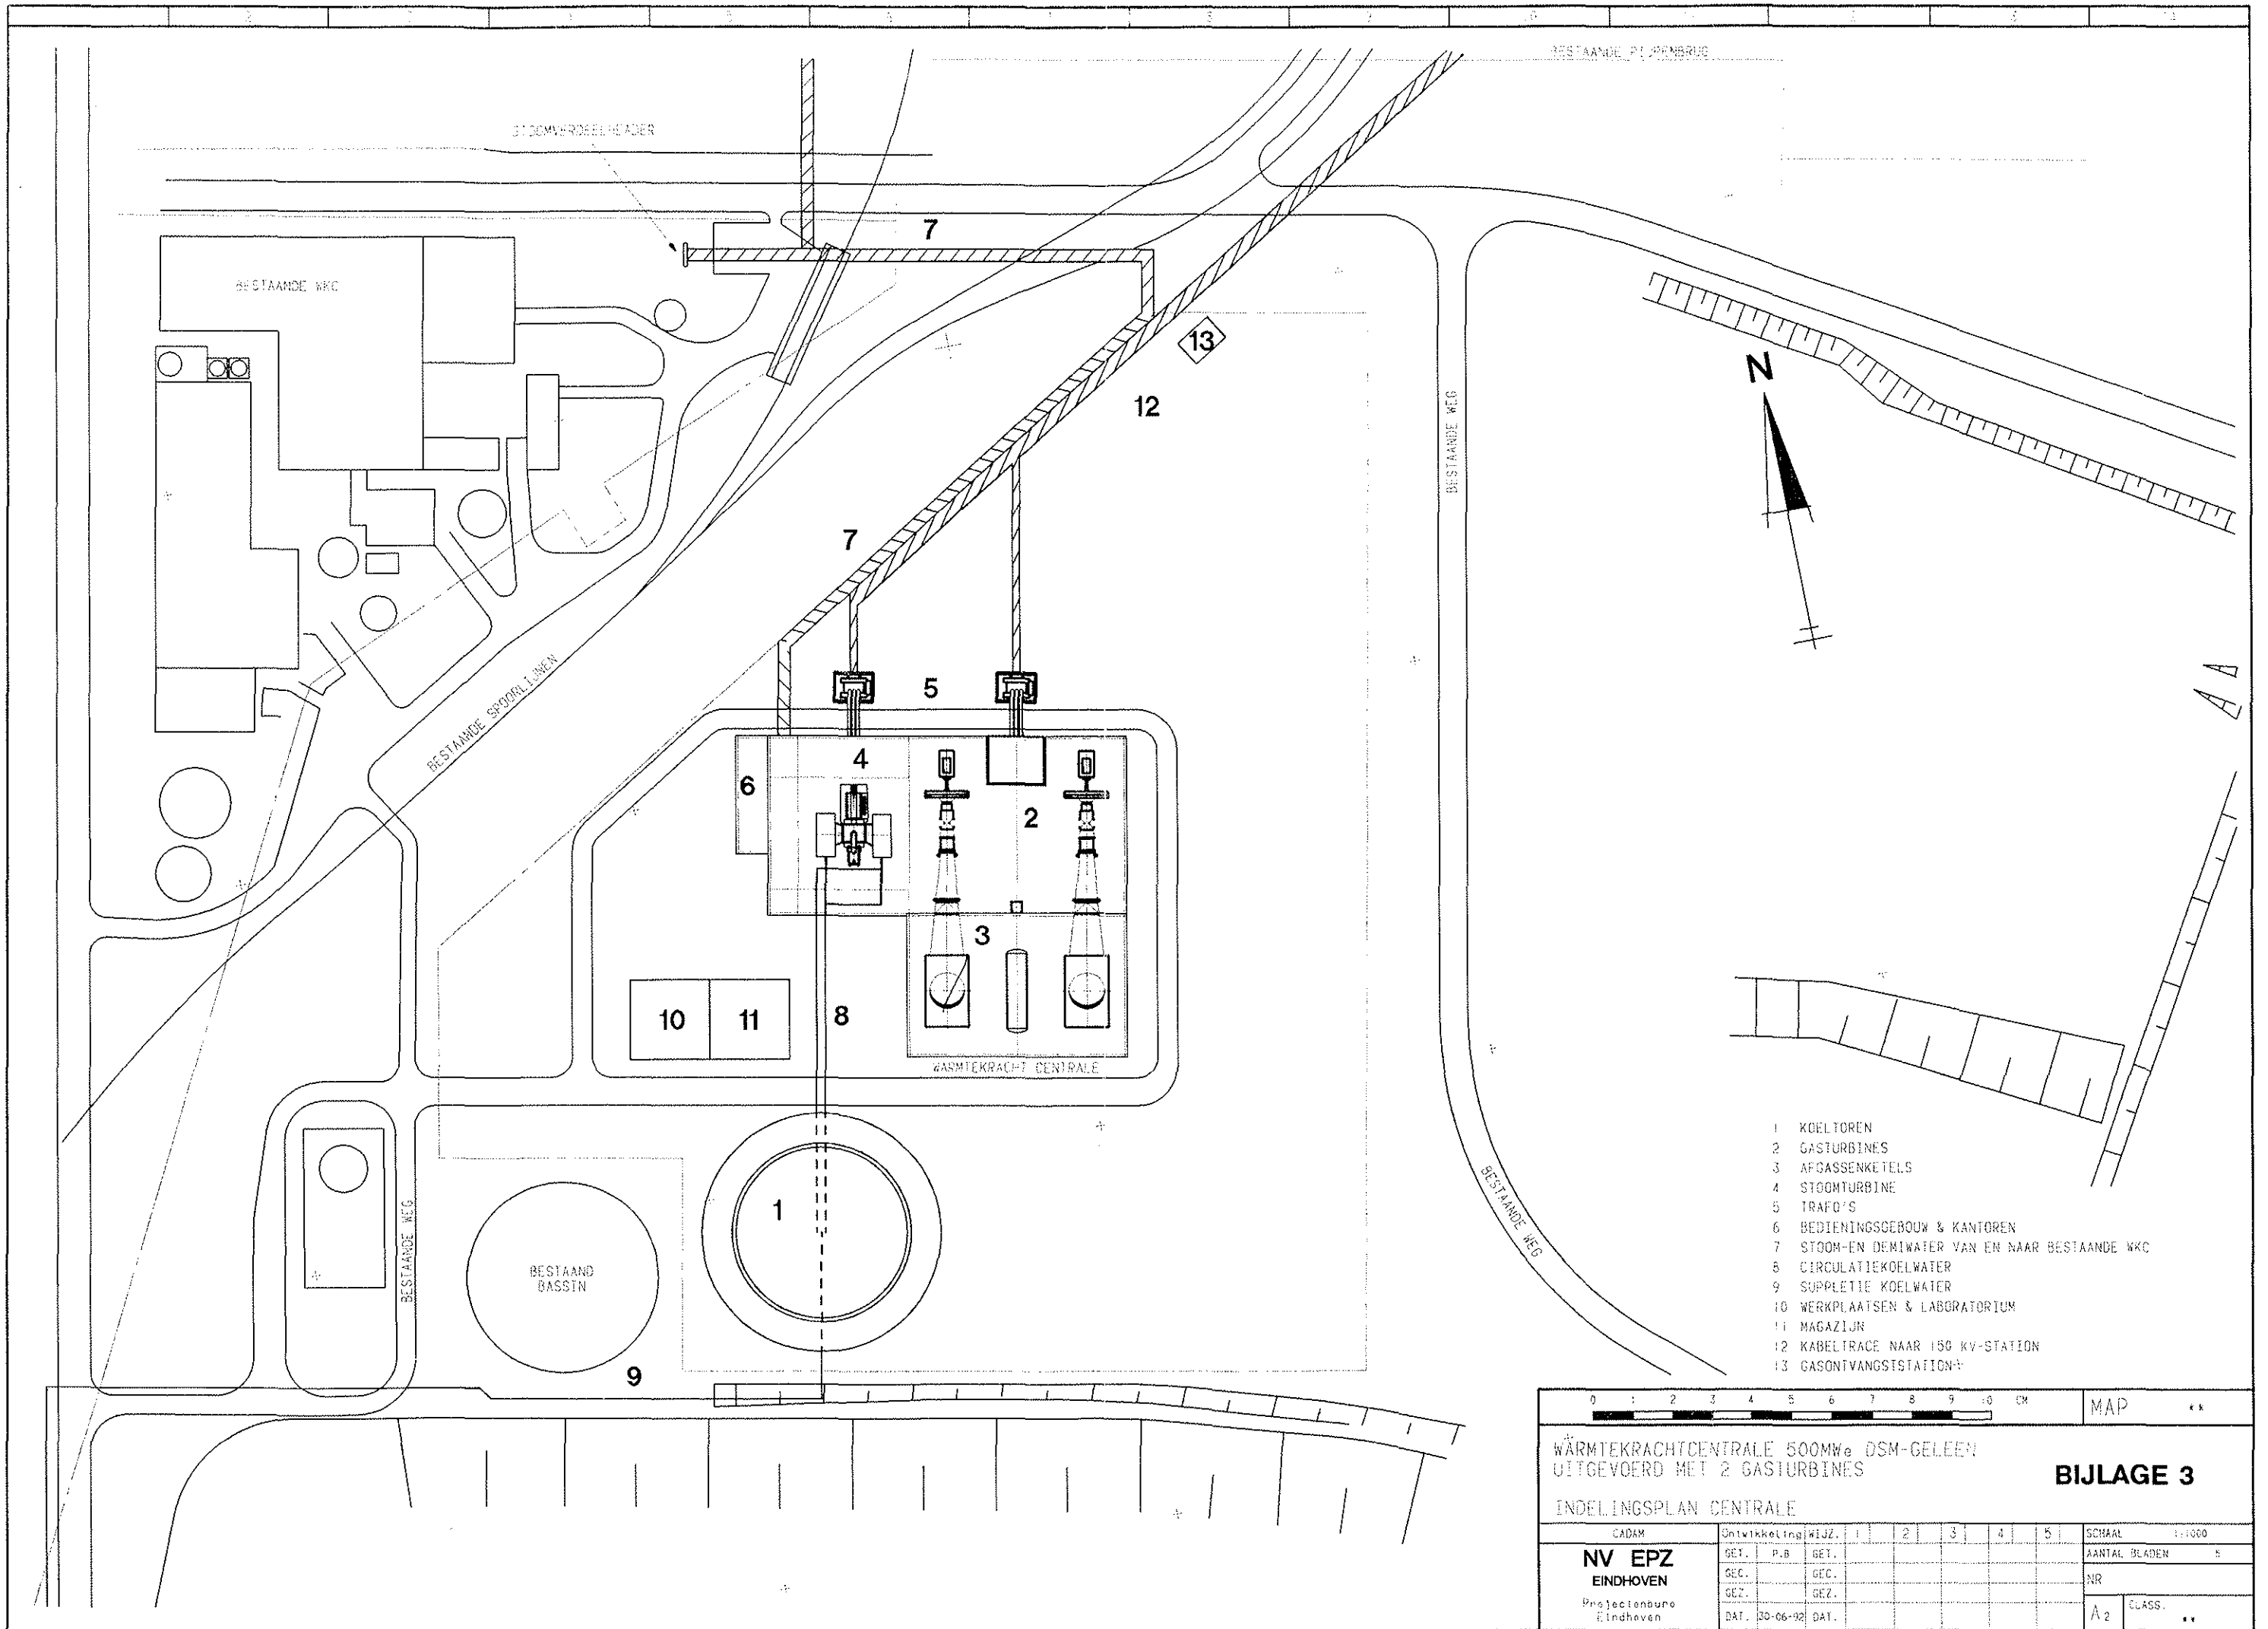 BESTAANDE PIJPENBRUG
STOOMVERDEELHEADER
7
BESTAANDE WKC
13
N
12
BESTAANDE WEG
7
BESTAANDE SPOORLIJNEN
5
4
6
2
3
10
11
8
WARMTEKRACHT CENTRALE
1
BESTAAND
BASSIN
BESTAANDE WEG
BESTAANDE WEG
9
1 KOELTOREN
2 GASTURBINES
3 AFGASSENKETELS
4 STOOMTURBINE
5 TRAFO'S
6 BEDIENINGSGEBOUW & KANTOREN
7 STOOM-EN DEMIWATER VAN EN NAAR BESTAANDE WKC
8 CIRCULATIEKOELWATER
9 SUPPLETIE KOELWATER
10 WERKPLAATSEN & LABORATORIUM
11 MAGAZIJN
12 KABELTRACE NAAR 150 KV-STATION
13 GASONTVANGSTSTATION
0 1 2 3 4 5 6 7 8 9 10 CM
MAP **
WARMTEKRACHTCENTRALE 500MWe DSM-GELEEN
UITGEVOERD MET 2 GASTURBINES
BIJLAGE 3
INDELINGSPLAN CENTRALE
CADAM
Ontwikkeling WIJZ. 1 2 3 4 5
SCHAAL 1:1000
NV EPZ
EINDHOVEN
Projectenburo
Eindhoven
GET. P.B GET.
GEC. GEC.
GEZ. GEZ.
DAT. 30-06-92 DAT.
AANTAL BLADEN
NR
A2
CLASS.
**